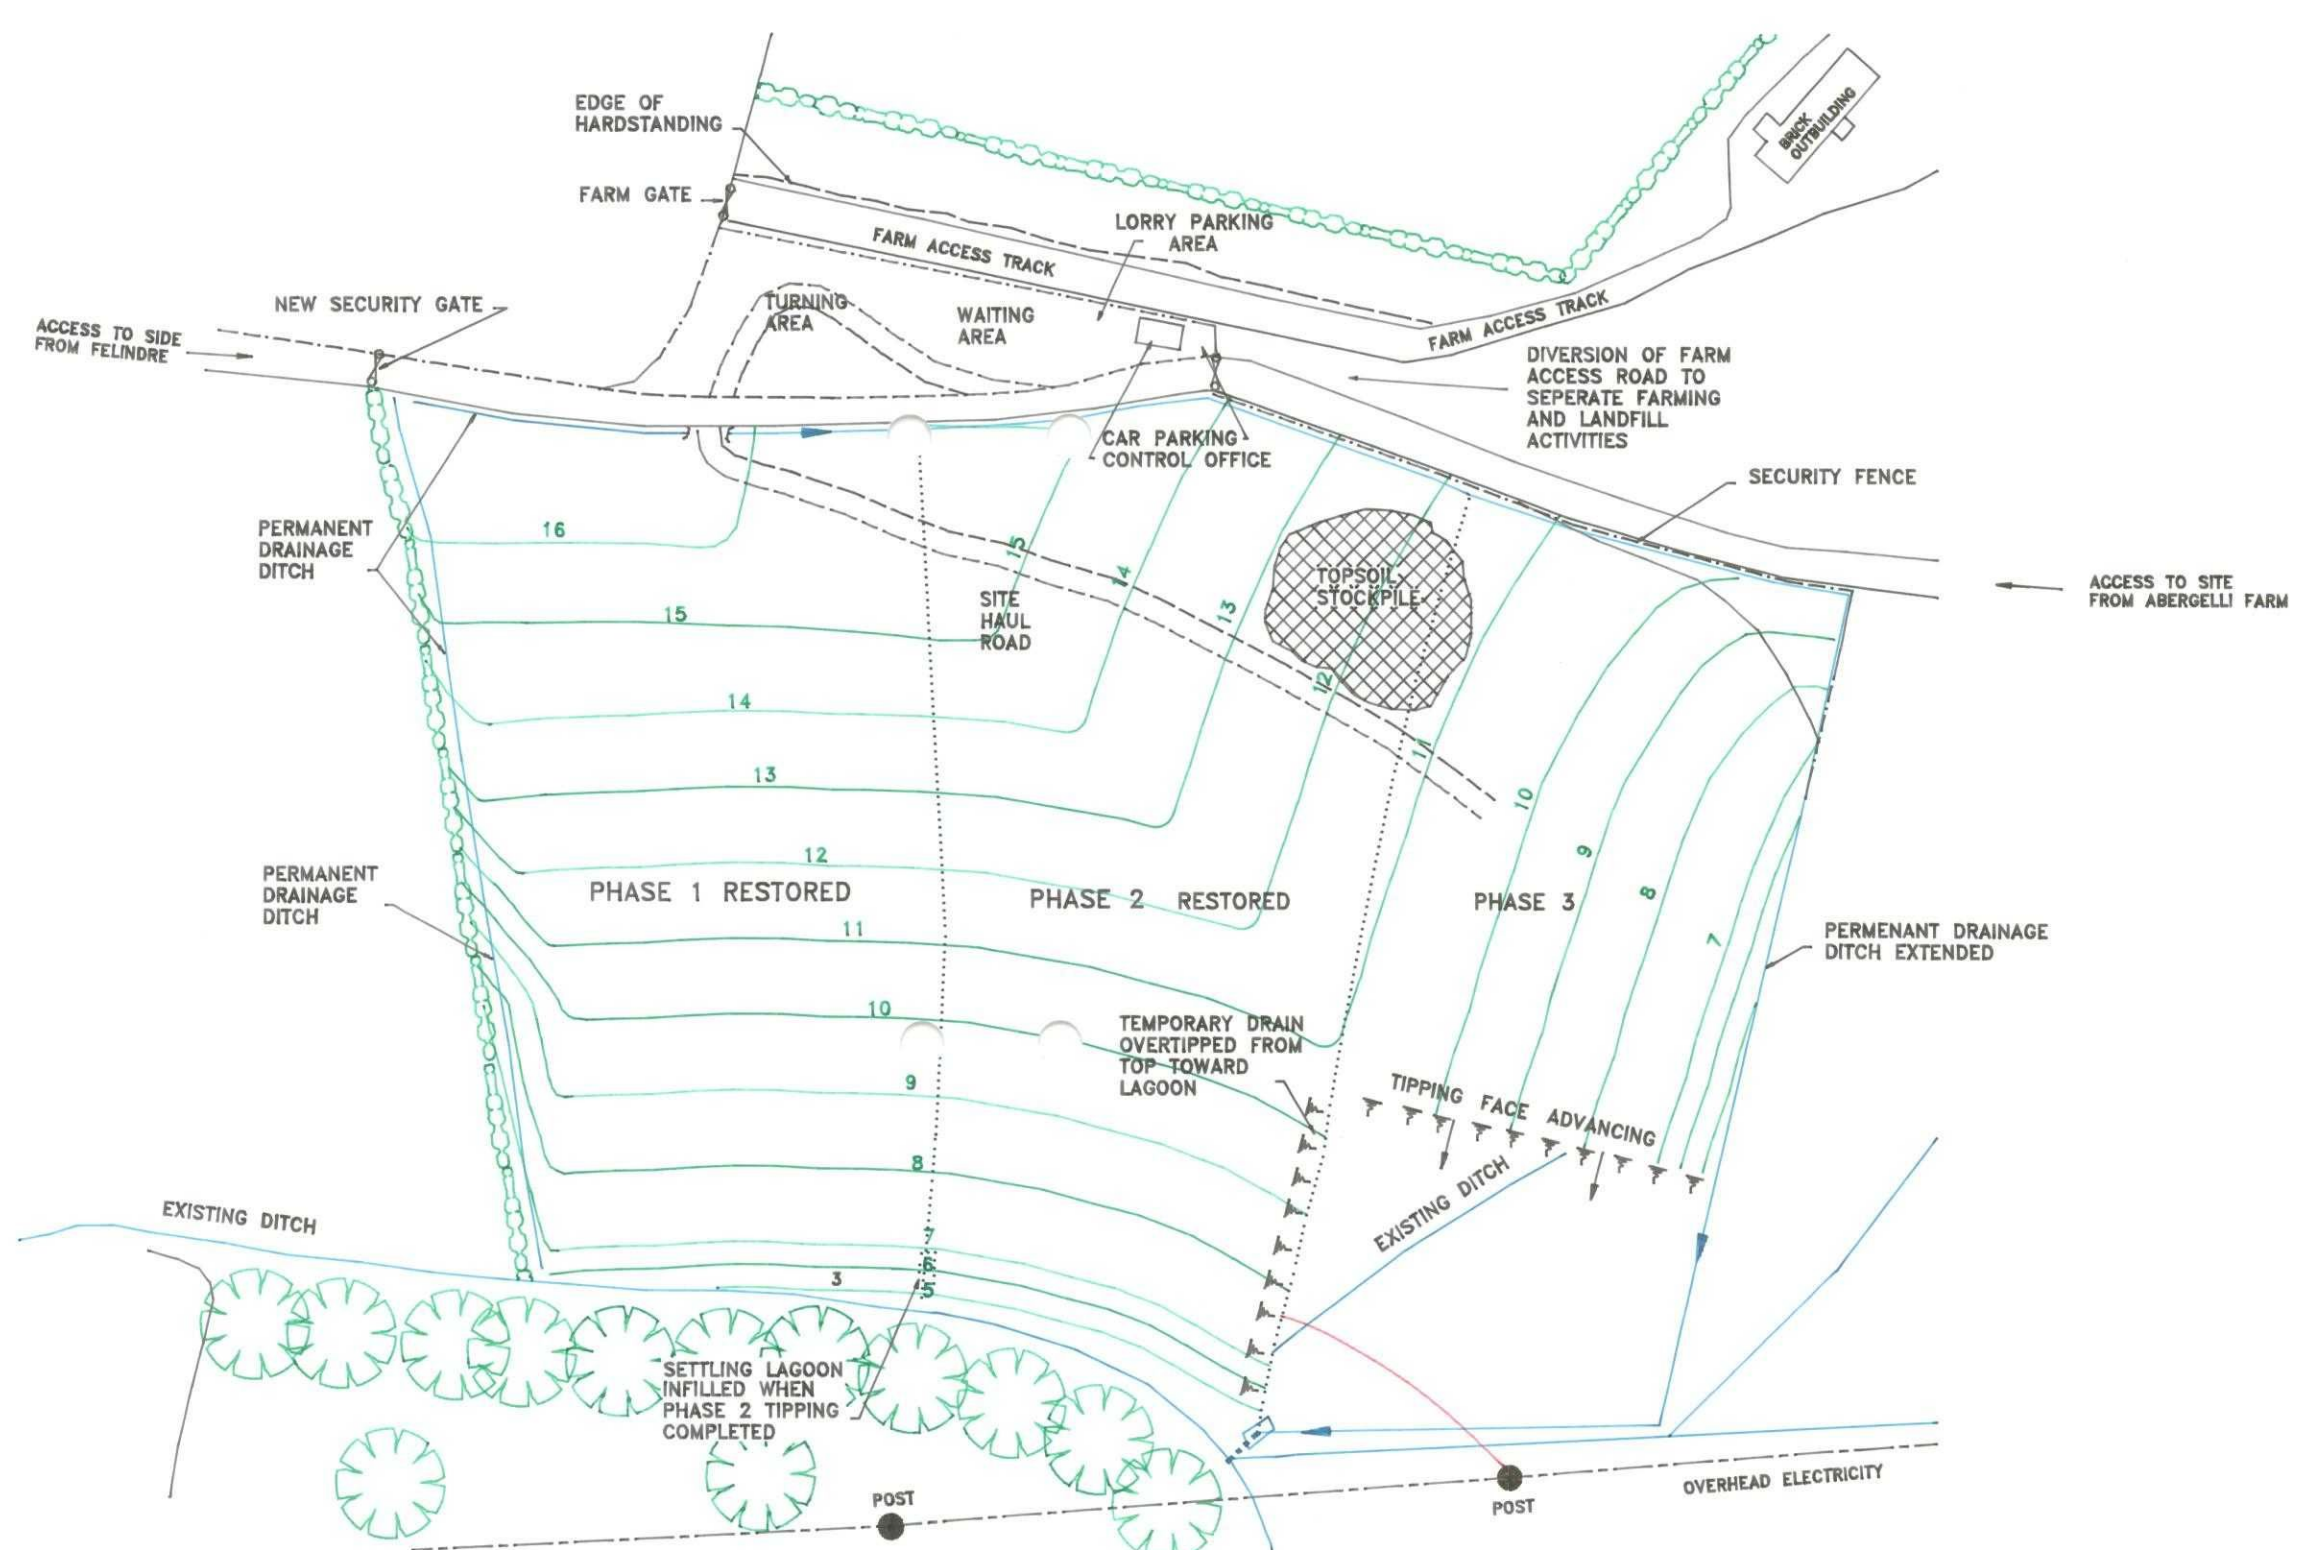 EDGE OF
HARDSTANDING
BRICK
OUTBUILDING
FARM GATE
LORRY PARKING
AREA
FARM ACCESS TRACK
NEW SECURITY GATE
TURNING
AREA
WAITING
AREA
FARM ACCESS TRACK
ACCESS TO SIDE
FROM FELINDRE
DIVERSION OF FARM
ACCESS ROAD TO
SEPERATE FARMING
AND LANDFILL
ACTIVITIES
CAR PARKING
CONTROL OFFICE
SECURITY FENCE
PERMANENT
DRAINAGE
DITCH
16
15
14
13
TOPSOIL
STOCKPILE
ACCESS TO SITE
FROM ABERGELLI FARM
15
SITE
HAUL
ROAD
14
12
11
13
10
12
9
8
7
PERMANENT
DRAINAGE
DITCH
PHASE 1 RESTORED
PHASE 2 RESTORED
PHASE 3
11
PERMENANT DRAINAGE
DITCH EXTENDED
10
TEMPORARY DRAIN
OVERTIPPED FROM
TOP TOWARD
LAGOON
9
TIPPING FACE ADVANCING
8
EXISTING DITCH
EXISTING DITCH
7
6
5
3
SETTLING LAGOON
INFILLED WHEN
PHASE 2 TIPPING
COMPLETED
POST
POST
OVERHEAD ELECTRICITY